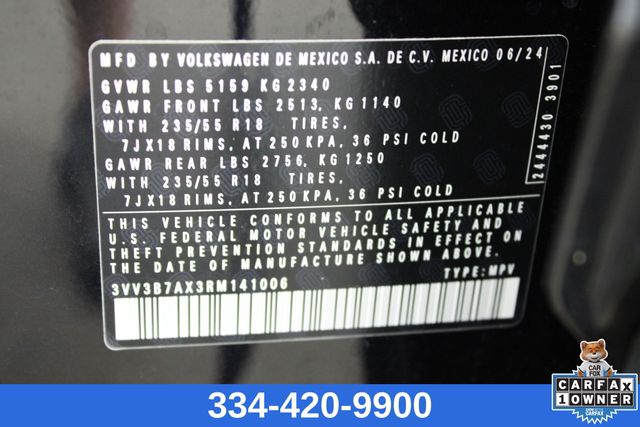 MFD BY VOLKSWAGEN DE MEXICO S.A. DE C.V. MEXICO 06/24
GVWR LBS 5159 KG 2340
GAWR FRONT LBS 2513, KG 1140
WITH 235/55 R18 TIRES,
7JX18 RIMS, AT 250 KPA, 36 PSI COLD
GAWR REAR LBS 2756, KG 1250
WITH 235/55 R18 TIRES,
7JX18 RIMS, AT 250 KPA, 36 PSI COLD
THIS VEHICLE CONFORMS TO ALL APPLICABLE
U.S. FEDERAL MOTOR VEHICLE SAFETY AND
THEFT PREVENTION STANDARDS IN EFFECT ON
THE DATE OF MANUFACTURE SHOWN ABOVE.
3VV3B7AX3RM141006
TYPE: MPV
2444430 3901
334-420-9900
CAR
FOX
CARFAX
1 OWNER